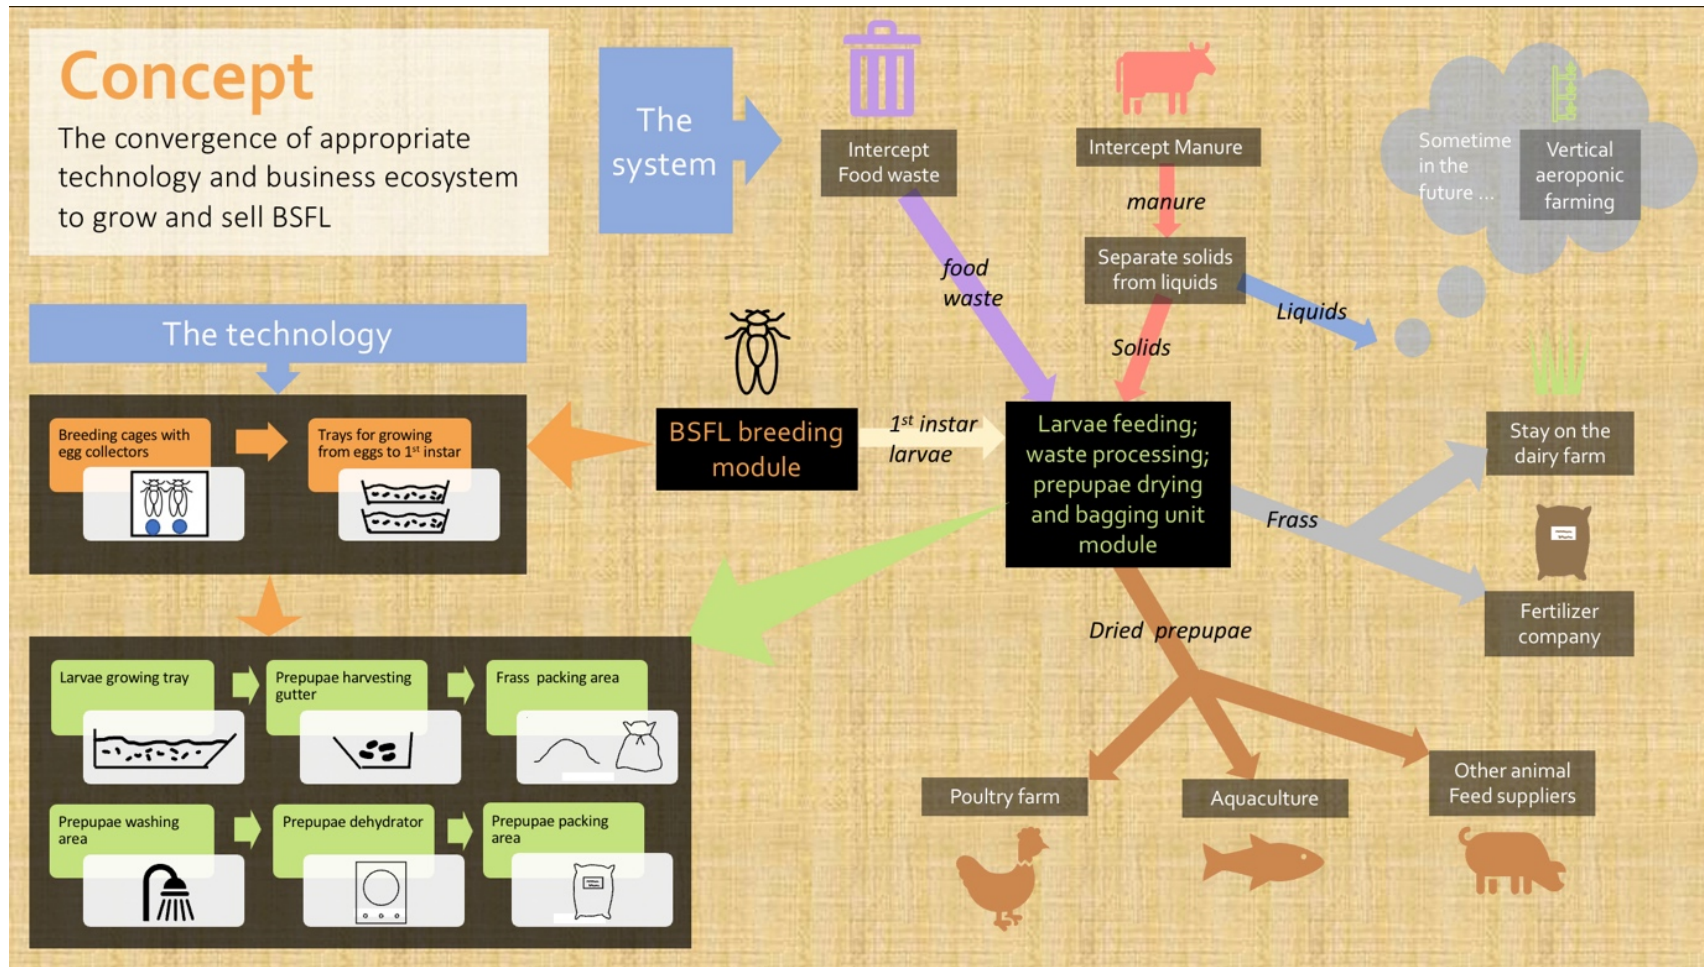 Concept
The convergence of appropriate
technology and business ecosystem
to grow and sell BSFL
The
system
Intercept
Food waste
Intercept Manure
manure
Separate solids
from liquids
food
waste
Solids
Liquids
Sometime
in the
future ...
Vertical
aeroponic
farming
The technology
Breeding cages with
egg collectors
Trays for growing
from eggs to 1st instar
BSFL breeding
module
1st instar
larvae
Larvae feeding;
waste processing;
prepupae drying
and bagging unit
module
Frass
Stay on the
dairy farm
Fertilizer
company
Dried prepupae
Poultry farm
Aquaculture
Other animal
Feed suppliers
Larvae growing tray
Prepupae harvesting
gutter
Frass packing area
Prepupae washing
area
Prepupae dehydrator
Prepupae packing
area